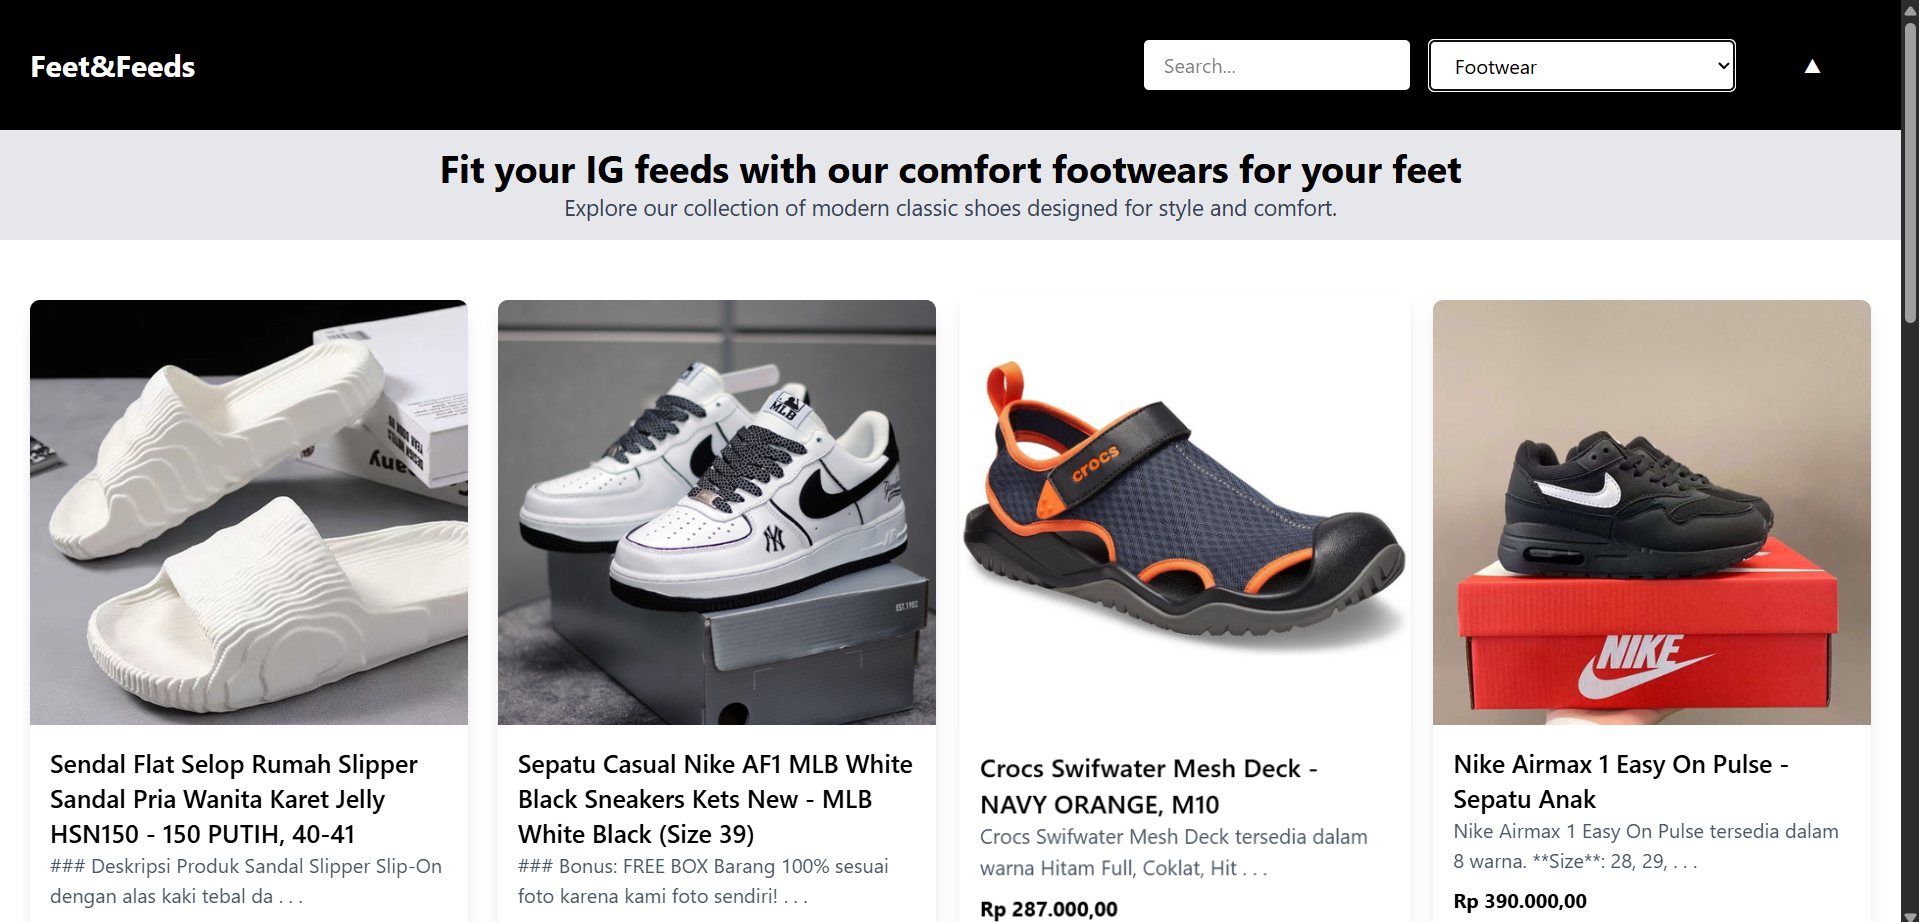 Feet&Feeds
Search...
Footwear
▲
Fit your IG feeds with our comfort footwears for your feet
Explore our collection of modern classic shoes designed for style and comfort.
MLB
EST.1982
crocs
NIKE
Sendal Flat Selop Rumah Slipper
Sandal Pria Wanita Karet Jelly
HSN150 - 150 PUTIH, 40-41
### Deskripsi Produk Sandal Slipper Slip-On
dengan alas kaki tebal da . . .
Sepatu Casual Nike AF1 MLB White
Black Sneakers Kets New - MLB
White Black (Size 39)
### Bonus: FREE BOX Barang 100% sesuai
foto karena kami foto sendiri! . . .
Crocs Swifwater Mesh Deck -
NAVY ORANGE, M10
Crocs Swifwater Mesh Deck tersedia dalam
warna Hitam Full, Coklat, Hit . . .
Rp 287.000,00
Nike Airmax 1 Easy On Pulse -
Sepatu Anak
Nike Airmax 1 Easy On Pulse tersedia dalam
8 warna. **Size**: 28, 29, . . .
Rp 390.000,00